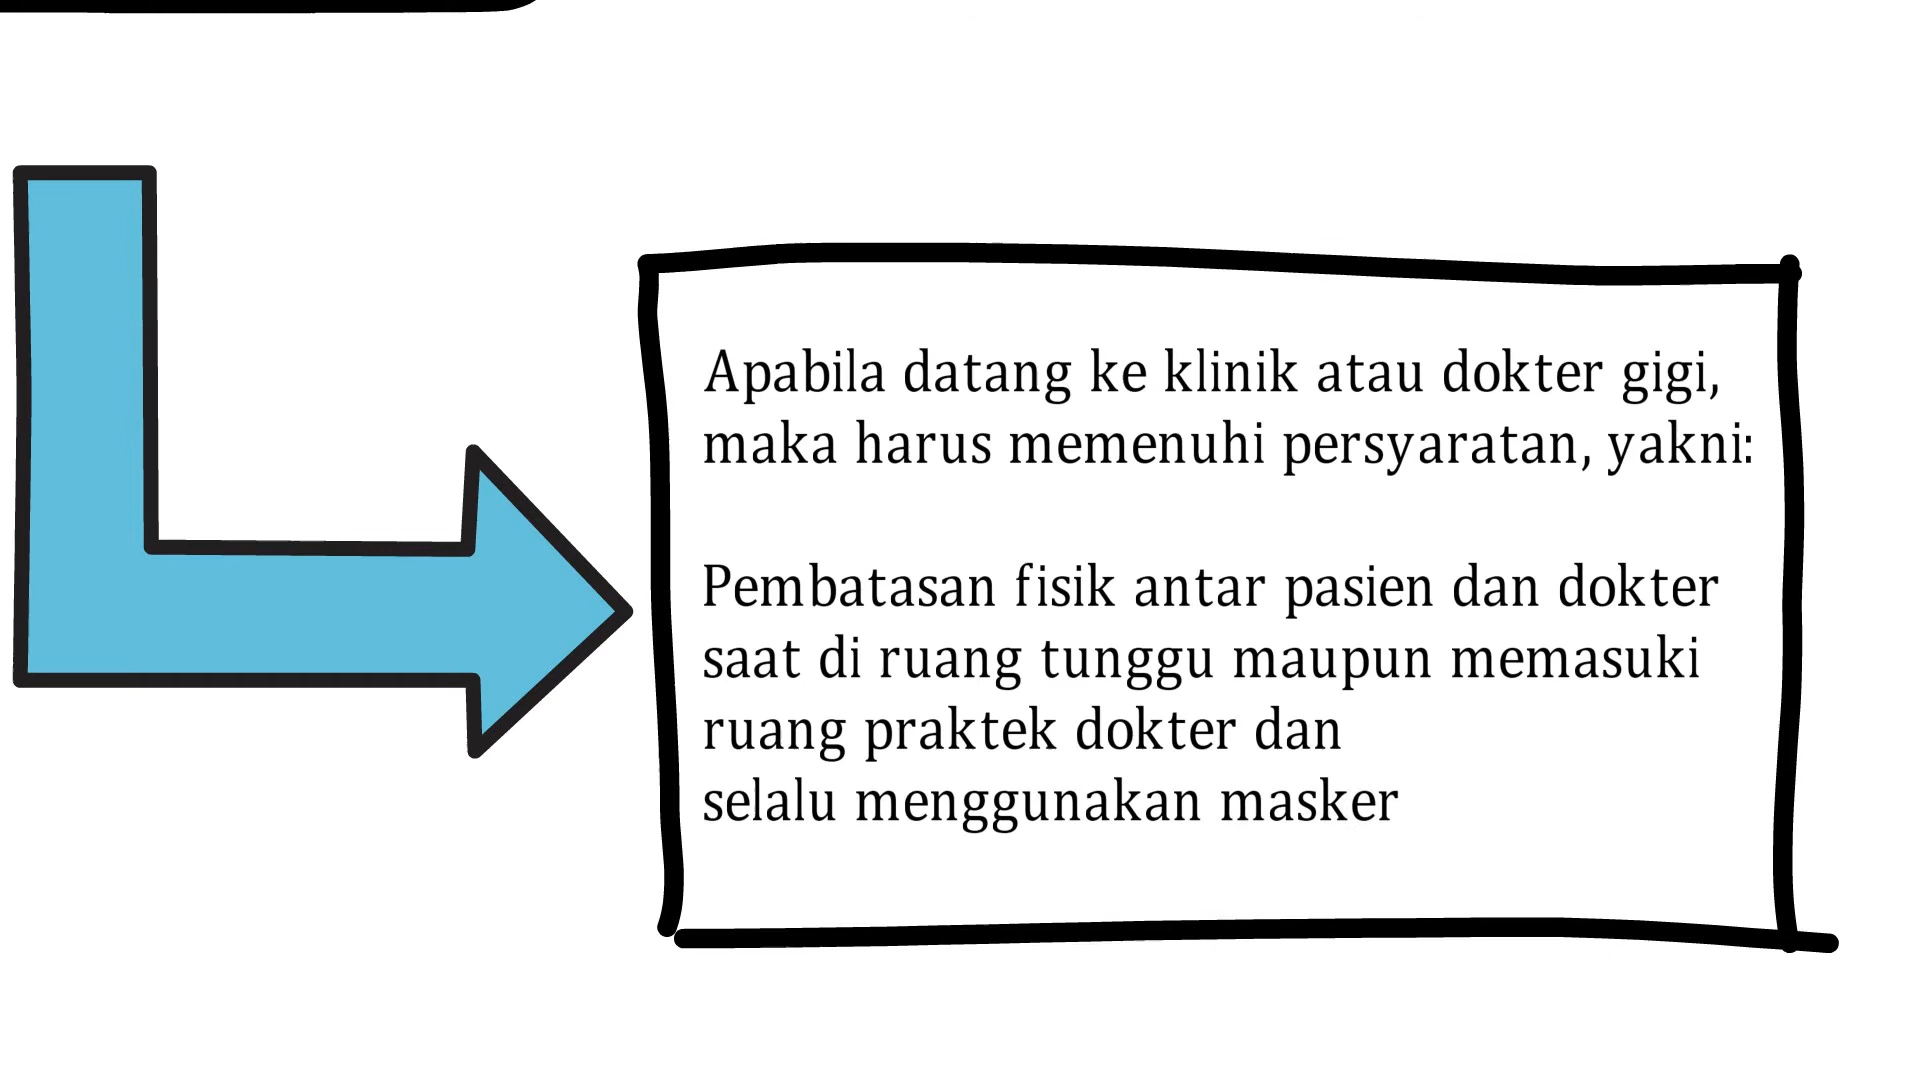 Apabila datang ke klinik atau dokter gigi,
maka harus memenuhi persyaratan, yakni:
Pembatasan fisik antar pasien dan dokter
saat di ruang tunggu maupun memasuki
ruang praktek dokter dan
selalu menggunakan masker